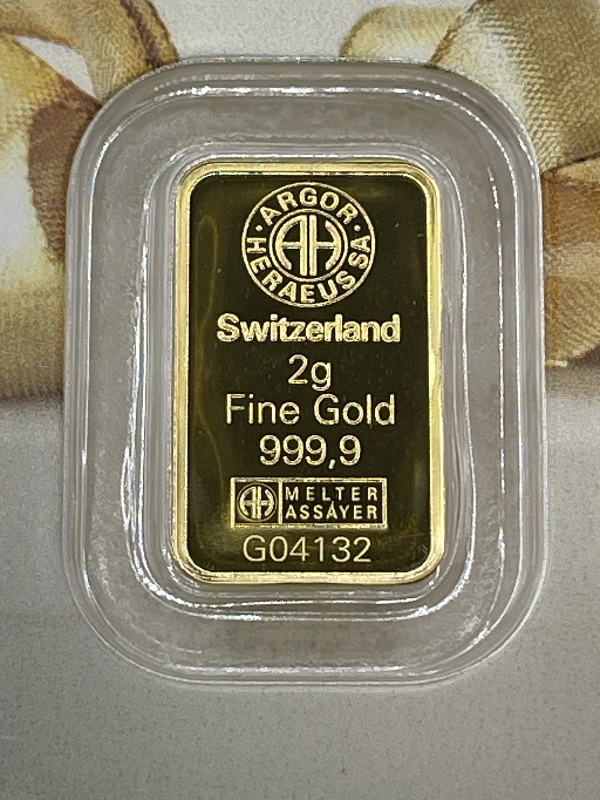 ARGOR
HERAEUS SA
AH
Switzerland
2g
Fine Gold
999,9
AH MELTER
ASSAYER
G04132